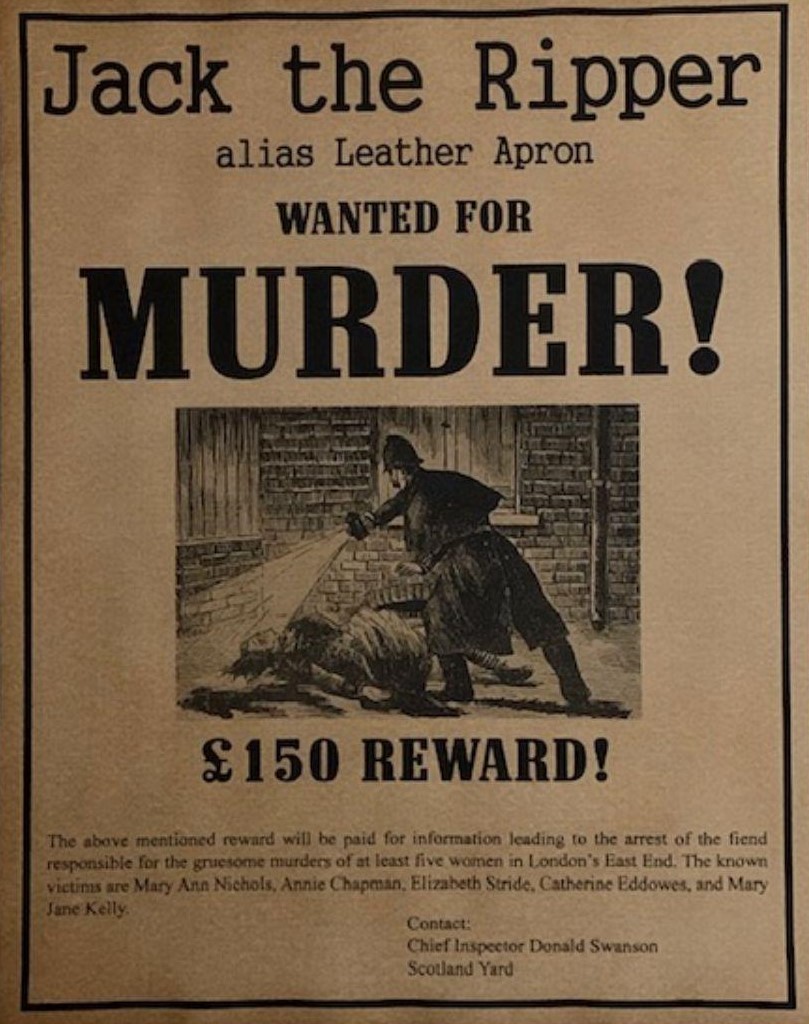 Jack the Ripper
alias Leather Apron
WANTED FOR
MURDER!
£150 REWARD!
The above mentioned reward will be paid for information leading to the arrest of the fiend
responsible for the gruesome murders of at least five women in London's East End. The known
victims are Mary Ann Nichols, Annie Chapman, Elizabeth Stride, Catherine Eddowes, and Mary
Jane Kelly.
Contact:
Chief Inspector Donald Swanson
Scotland Yard